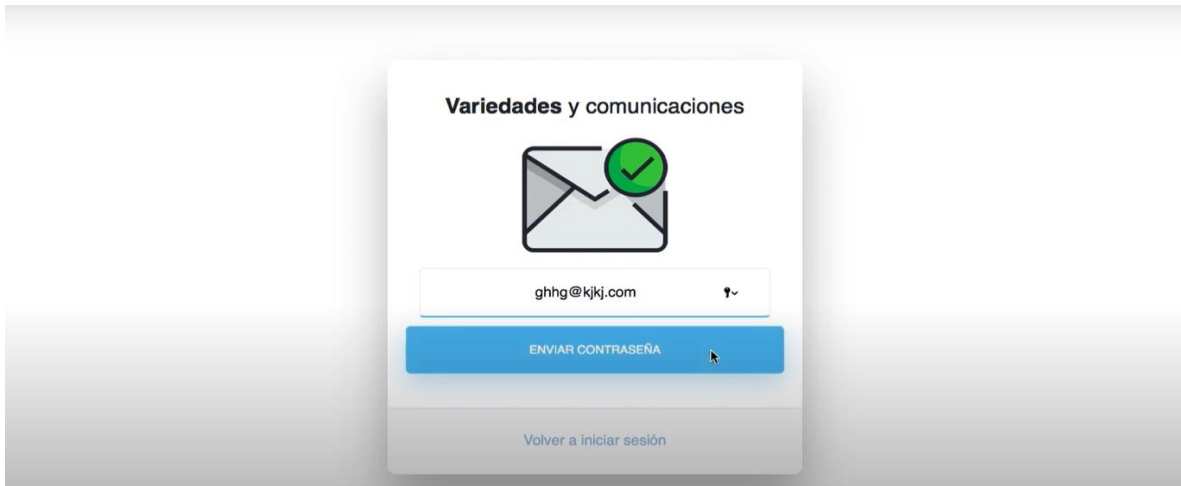 Variedades y comunicaciones
ghhg@kjkj.com
ENVIAR CONTRASEÑA
Volver a iniciar sesión